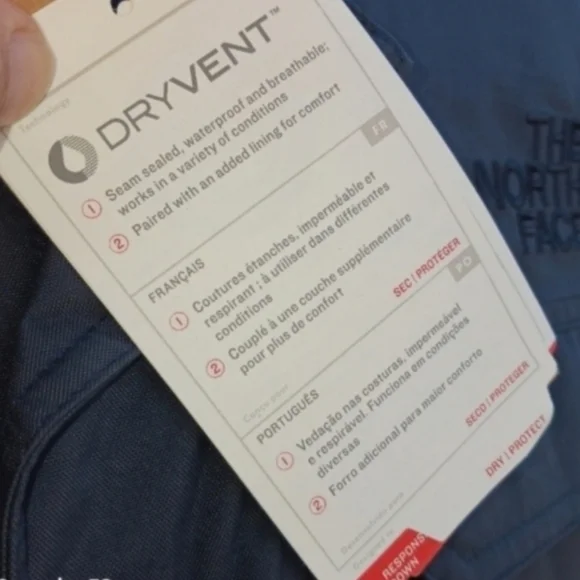 Technology
DRYVENT™
1 Seam sealed, waterproof and breathable;
works in a variety of conditions
2 Paired with an added lining for comfort
FR
FRANÇAIS
1 Coutures étanches, imperméable et
respirant ; à utiliser dans différentes
conditions
2 Couplé à une couche supplémentaire
pour plus de confort
SEC | PROTÉGER
PO
PORTUGUÊS
1 Vedação nas costuras, impermeável
e respirável. Funciona em condições
diversas
2 Forro adicional para maior conforto
SECO | PROTEGER
DRY | PROTECT
THE
NORTH
FACE